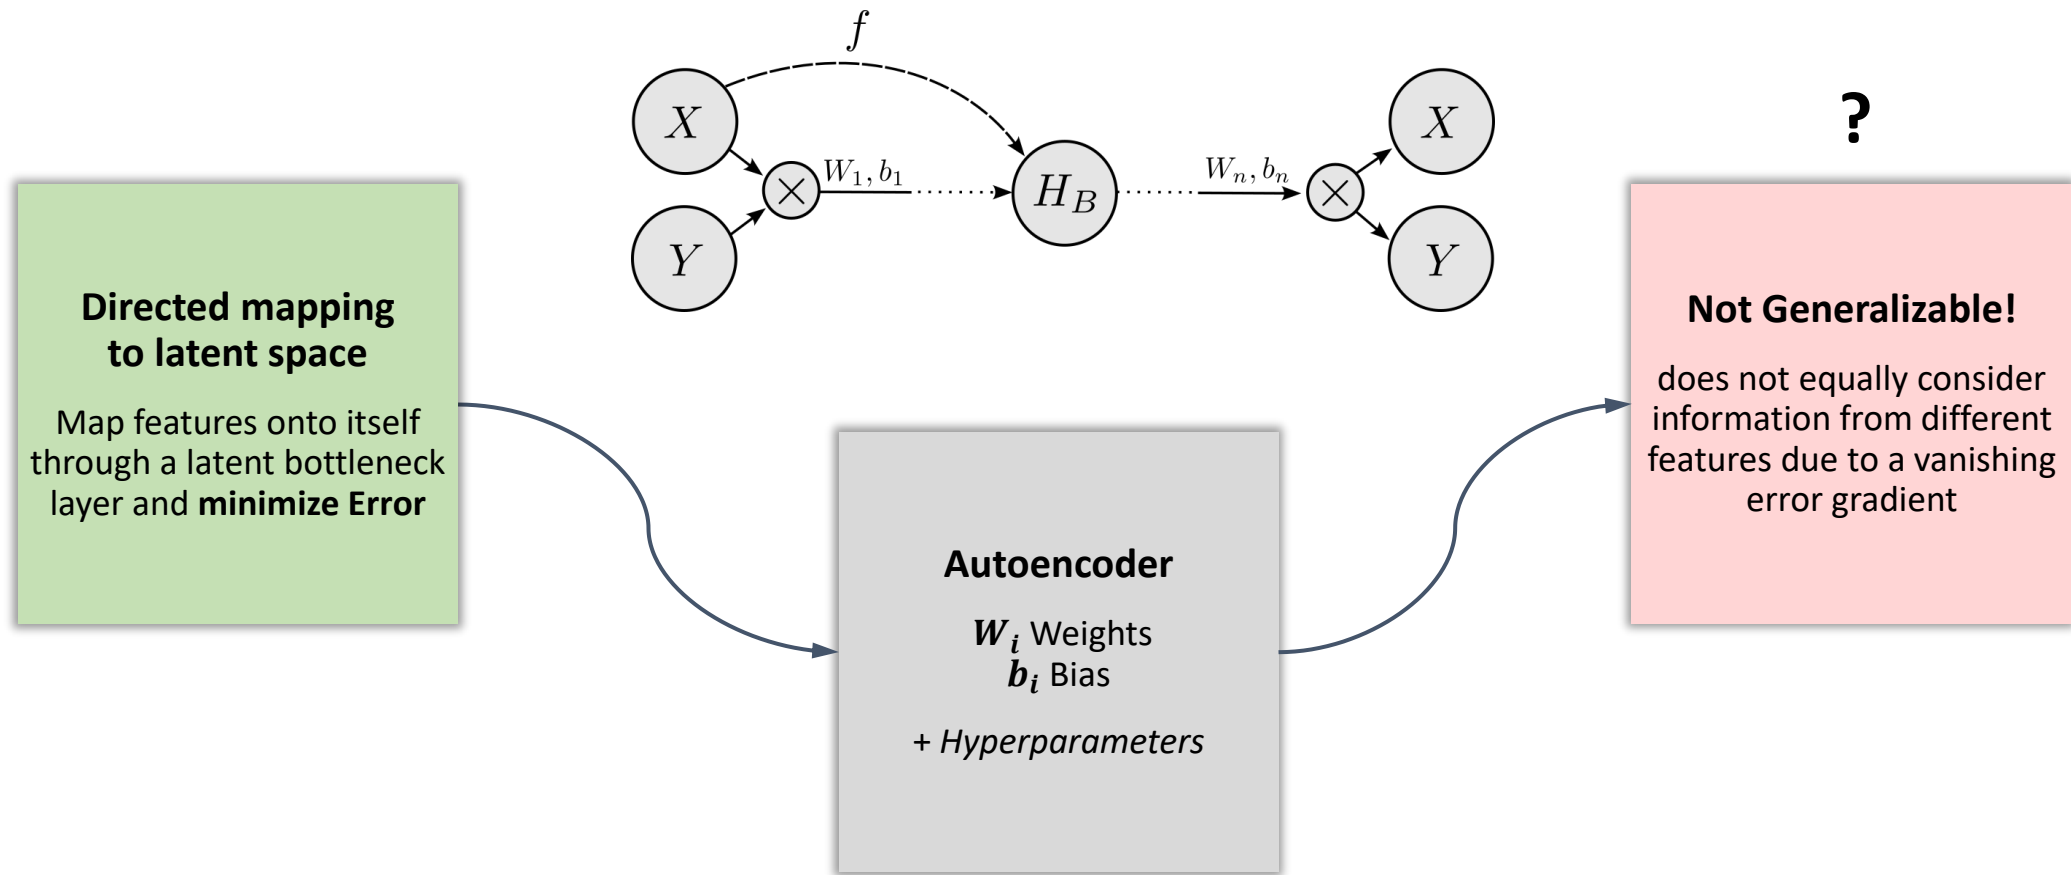 f
X
Y
×
W₁, b₁
H_B
Wₙ, bₙ
×
X
Y
?
Directed mapping
to latent space
Map features onto itself
through a latent bottleneck
layer and minimize Error
Autoencoder
Wᵢ Weights
bᵢ Bias
+ Hyperparameters
Not Generalizable!
does not equally consider
information from different
features due to a vanishing
error gradient